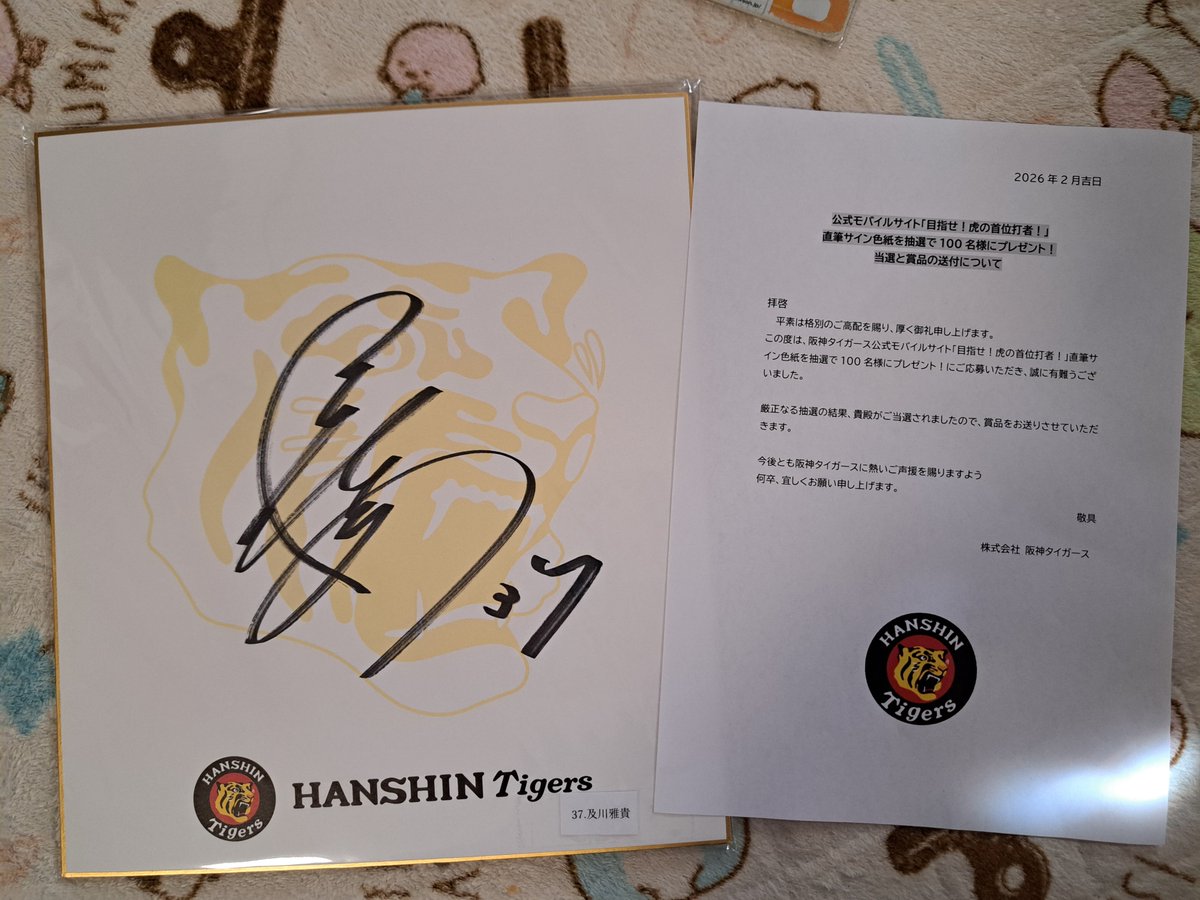 UMIK
37
HANSHIN
Tigers
HANSHIN Tigers
37.及川雅貴
2026年2月吉日
公式モバイルサイト「目指せ!虎の首位打者!」
直筆サイン色紙を抽選で100名様にプレゼント!
当選と賞品の送付について
拝啓
平素は格別のご高配を賜り、厚く御礼申し上げます。
この度は、阪神タイガース公式モバイルサイト「目指せ!虎の首位打者!」直筆サ
イン色紙を抽選で100名様にプレゼント!にご応募いただき、誠に有難うござ
いました。
厳正なる抽選の結果、貴殿がご当選されましたので、賞品をお送りさせていただ
きます。
今後とも阪神タイガースに熱いご声援を賜りますよう
何卒、宜しくお願い申し上げます。
敬具
株式会社 阪神タイガース
HANSHIN
Tigers